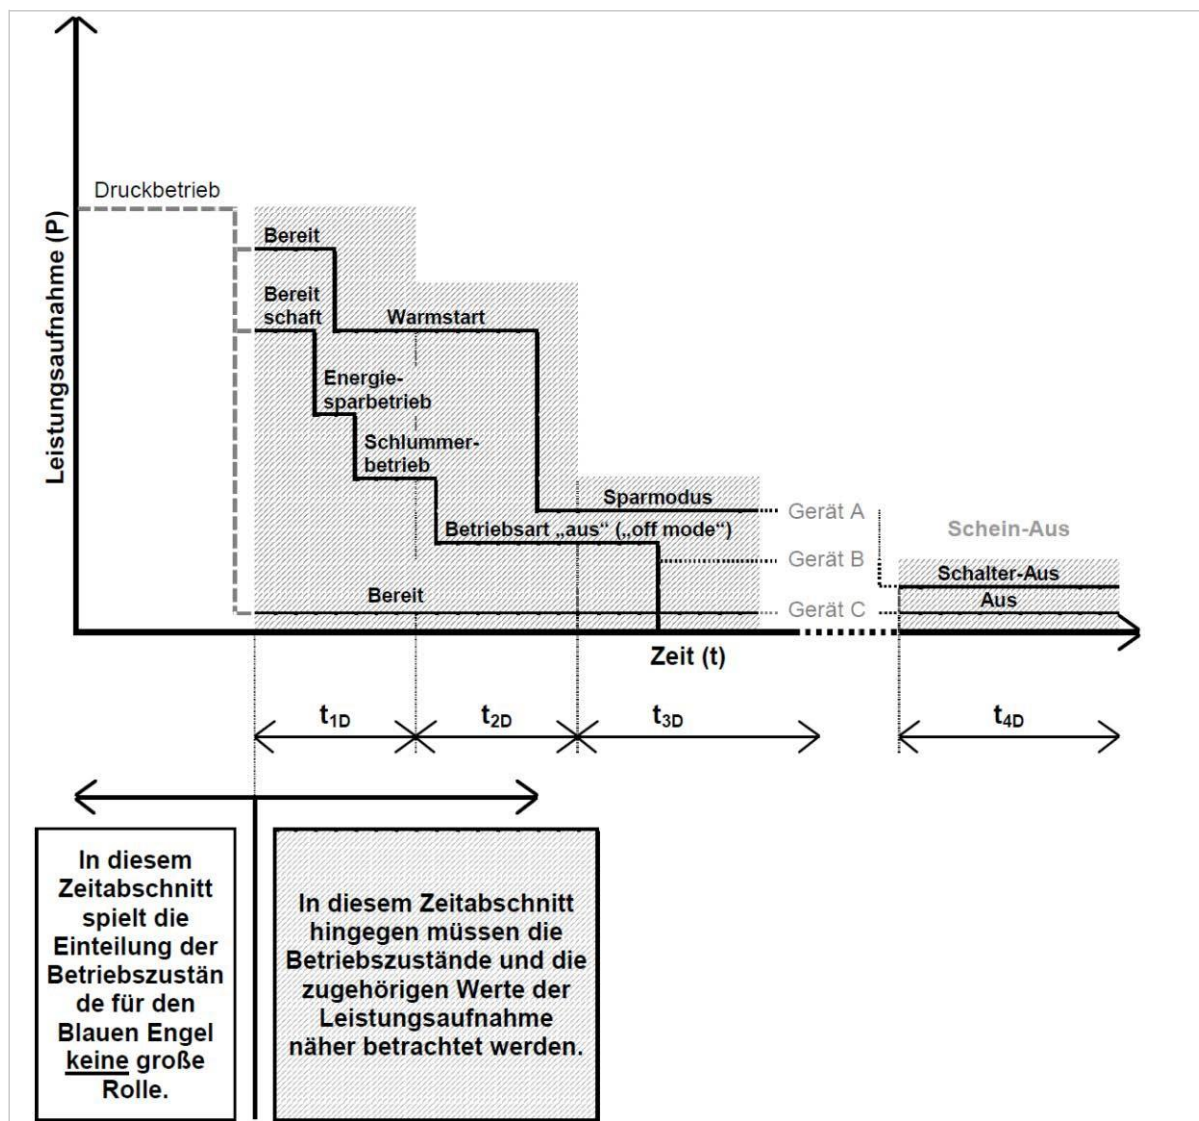 Leistungsaufnahme (P)
Druckbetrieb
Bereit
Bereit
schaft
Warmstart
Energie-
sparbetrieb
Schlummer-
betrieb
Sparmodus
Betriebsart „aus“ („off mode“)
Bereit
Gerät A
Gerät B
Gerät C
Schein-Aus
Schalter-Aus
Aus
Zeit (t)
t1D
t2D
t3D
t4D
In diesem
Zeitabschnitt
spielt die
Einteilung der
Betriebszustän
de für den
Blauen Engel
keine große
Rolle.
In diesem Zeitabschnitt
hingegen müssen die
Betriebszustände und die
zugehörigen Werte der
Leistungsaufnahme
näher betrachtet werden.